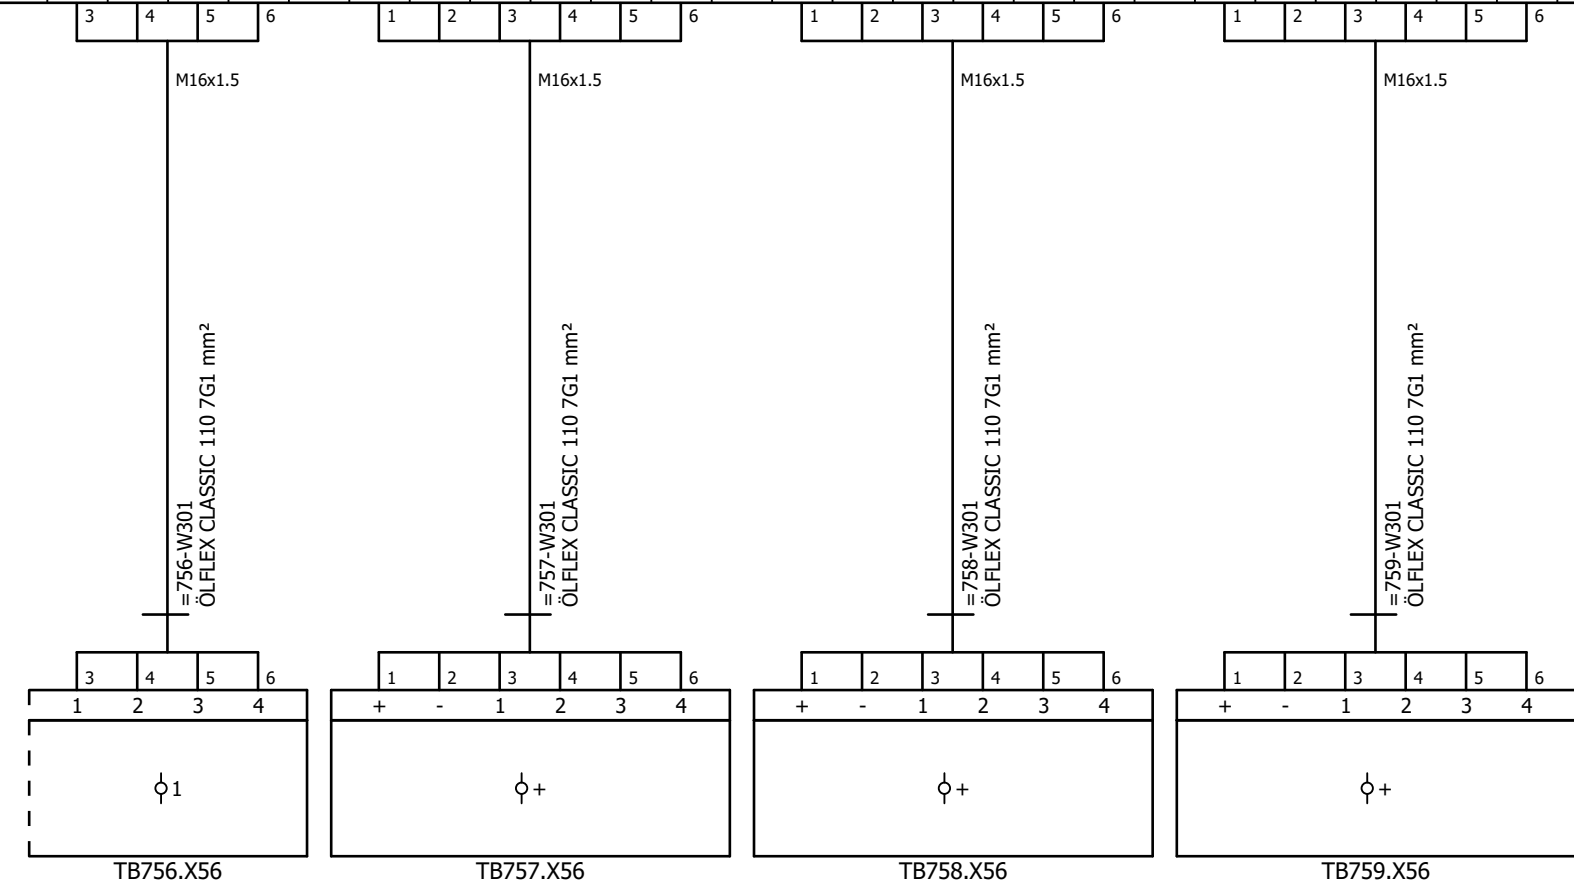 3 4 5 6 1 2 3 4 5 6 1 2 3 4 5 6 1 2 3 4 5 6
M16x1.5 M16x1.5 M16x1.5 M16x1.5
=756-W301
ÖLFLEX CLASSIC 110 7G1 mm²
=757-W301
ÖLFLEX CLASSIC 110 7G1 mm²
=758-W301
ÖLFLEX CLASSIC 110 7G1 mm²
=759-W301
ÖLFLEX CLASSIC 110 7G1 mm²
3 4 5 6 1 2 3 4 5 6 1 2 3 4 5 6 1 2 3 4 5 6
1 2 3 4 + - 1 2 3 4 + - 1 2 3 4 + - 1 2 3 4
1 + + +
TB756.X56 TB757.X56 TB758.X56 TB759.X56